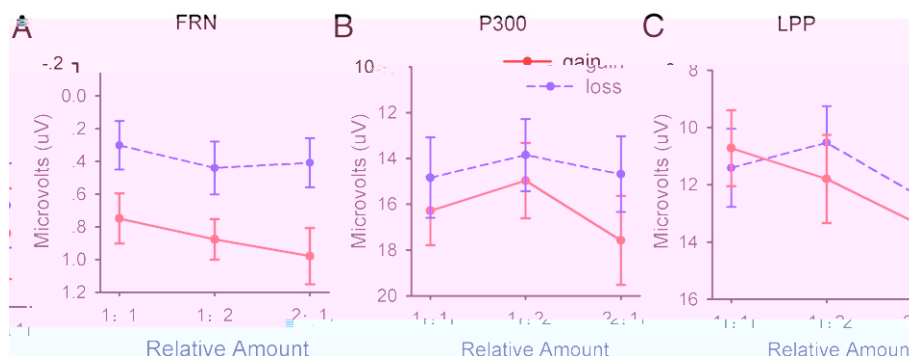 A FRN B P300 C LPP
-.2
0.0
.2
.4
.6
.8
1.0
1.2
Microvolts (uV)
1: 1 1: 2 2: 1
Relative Amount
10
12
14
16
18
20
Microvolts (uV)
gain
loss
Relative Amount
8
10
12
14
16
Microvolts (uV)
1: 2
Relative Amount